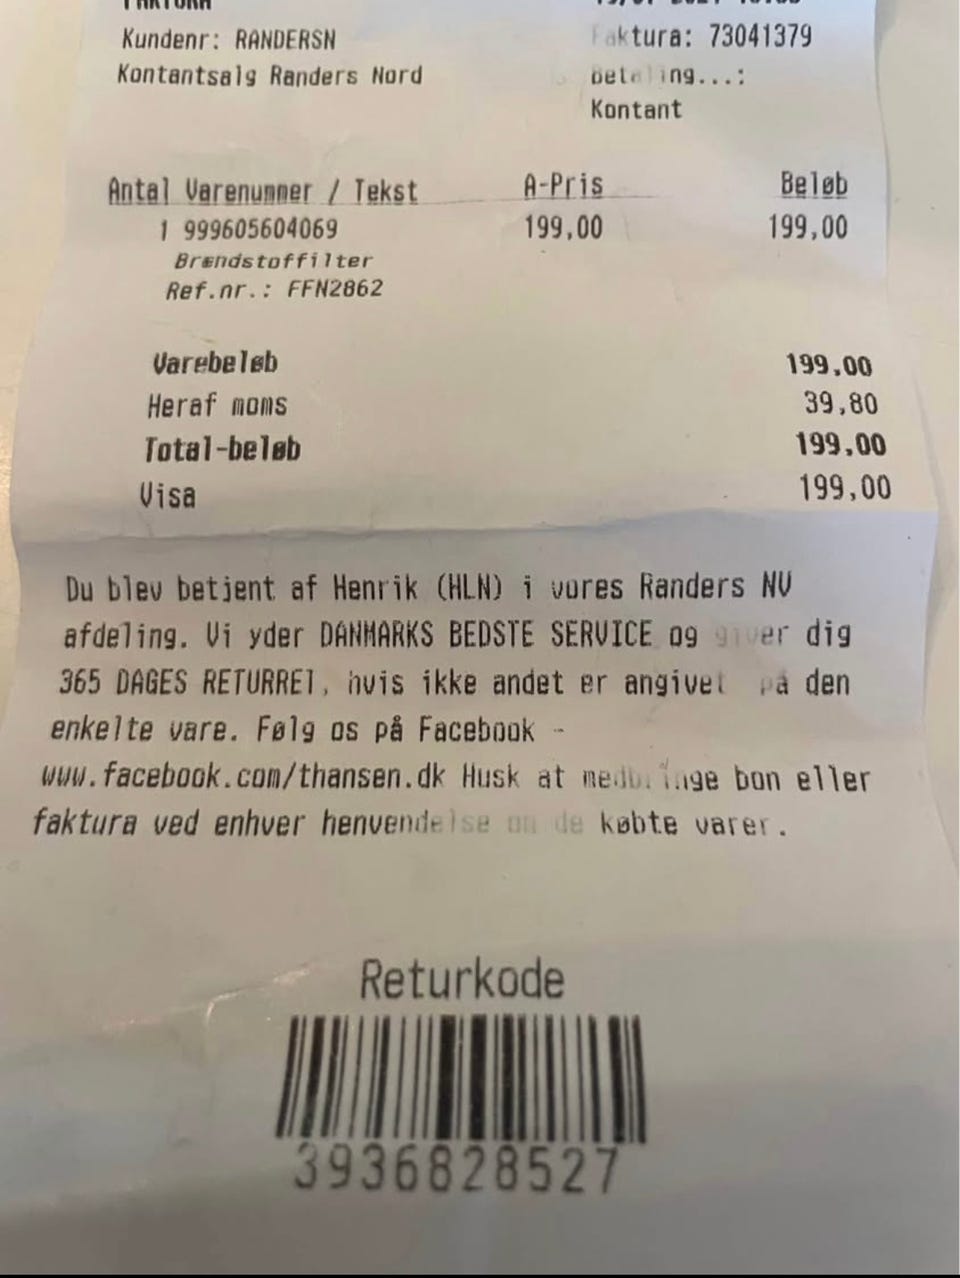 Kundenr: RANDERSN
Faktura: 73041379
Kontantsalg Randers Nord
Betaling...:
Kontant
Antal Varenummer / Tekst A-Pris Beløb
1 999605604069 199,00 199,00
Brændstoffilter
Ref.nr.: FFN2862
Varebeløb 199,00
Heraf moms 39,80
Total-beløb 199,00
Visa 199,00
Du blev betjent af Henrik (HLN) i vores Randers NV
afdeling. Vi yder DANMARKS BEDSTE SERVICE og giver dig
365 DAGES RETURRET, hvis ikke andet er angivet på den
enkelte vare. Følg os på Facebook -
www.facebook.com/thansen.dk Husk at medbringe bon eller
faktura ved enhver henvendelse om de købte varer.
Returkode
3936828527